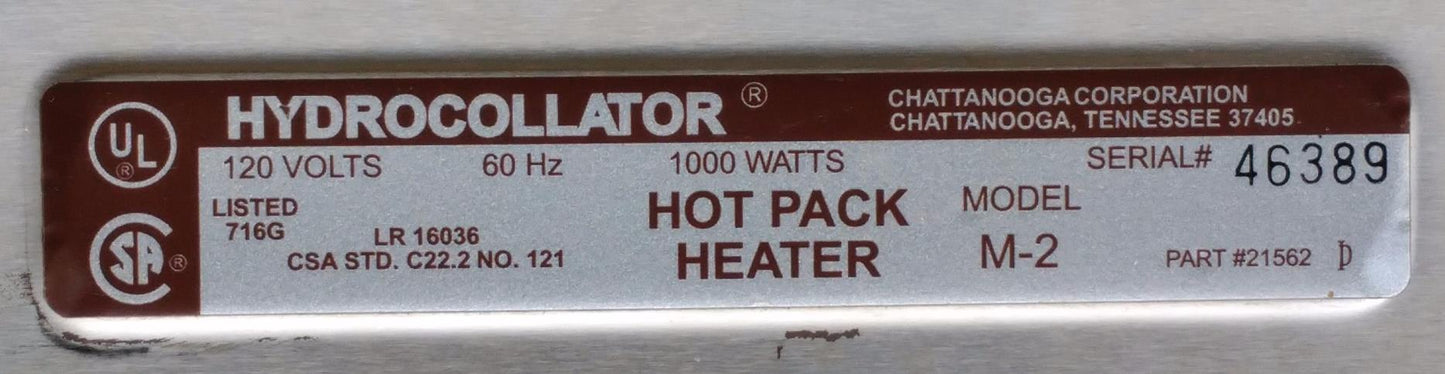 UL®
HYDROCOLLATOR®
CHATTANOOGA CORPORATION
CHATTANOOGA, TENNESSEE 37405
120 VOLTS 60 Hz 1000 WATTS SERIAL# 46389
LISTED
716G
LR 16036
CSA STD. C22.2 NO. 121
HOT PACK
HEATER
MODEL
M-2
PART #21562 D
SA®